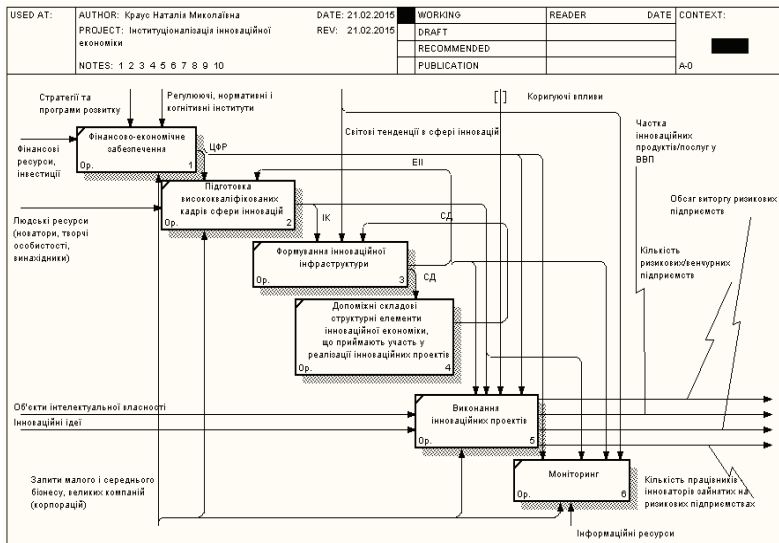 USED AT:
AUTHOR: Краус Наталія Миколаївна
DATE: 21.02.2015
PROJECT: Інституціоналізація інноваційної
економіки
REV: 21.02.2015
NOTES: 1 2 3 4 5 6 7 8 9 10
WORKING
DRAFT
RECOMMENDED
PUBLICATION
READER
DATE
CONTEXT:
A-0
Стратегії та
програми розвитку
Регулюючі, нормативні і
когнітивні інститути
[ ]
Коригуючі впливи
Світові тенденції в сфері інновацій
Частка
інноваційних
продуктів/послуг у
ВВП
Фінансові
ресурси,
інвестиції
Фінансово-економічне
забезпечення
0р.
1
ЦФР
ЕІІ
Обсяг виторгу ризикових
підприємств
Підготовка
висококваліфікованих
кадрів сфери інновацій
0р.
2
Людські ресурси
(новатори, творчі
особистості,
винахідники)
ІК
СД
Кількість
ризикових/венчурних
підприємств
Формування інноваційної
інфраструктури
0р.
3
СД
Допоміжні складові
структурні елементи
інноваційної економіки,
що приймають участь у
реалізації інноваційних проектів
0р.
4
Об'єкти інтелектуальної власності
Інноваційні ідеї
Виконання
інноваційних проектів
0р.
5
Запити малого і середнього
бізнесу, великих компаній
(корпорацій)
Моніторинг
0р.
6
Кількість працівників
інноваторів зайнятих на
ризикових підприємствах
Інформаційні ресурси